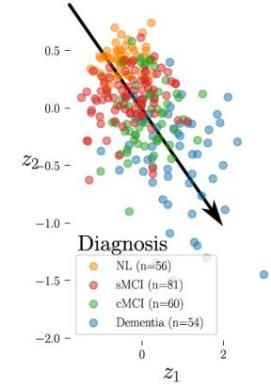 0.5
0.0
z2
−0.5
−1.0
Diagnosis
NL (n=56)
sMCI (n=81)
cMCI (n=60)
Dementia (n=54)
−1.5
−2.0
0
2
z1